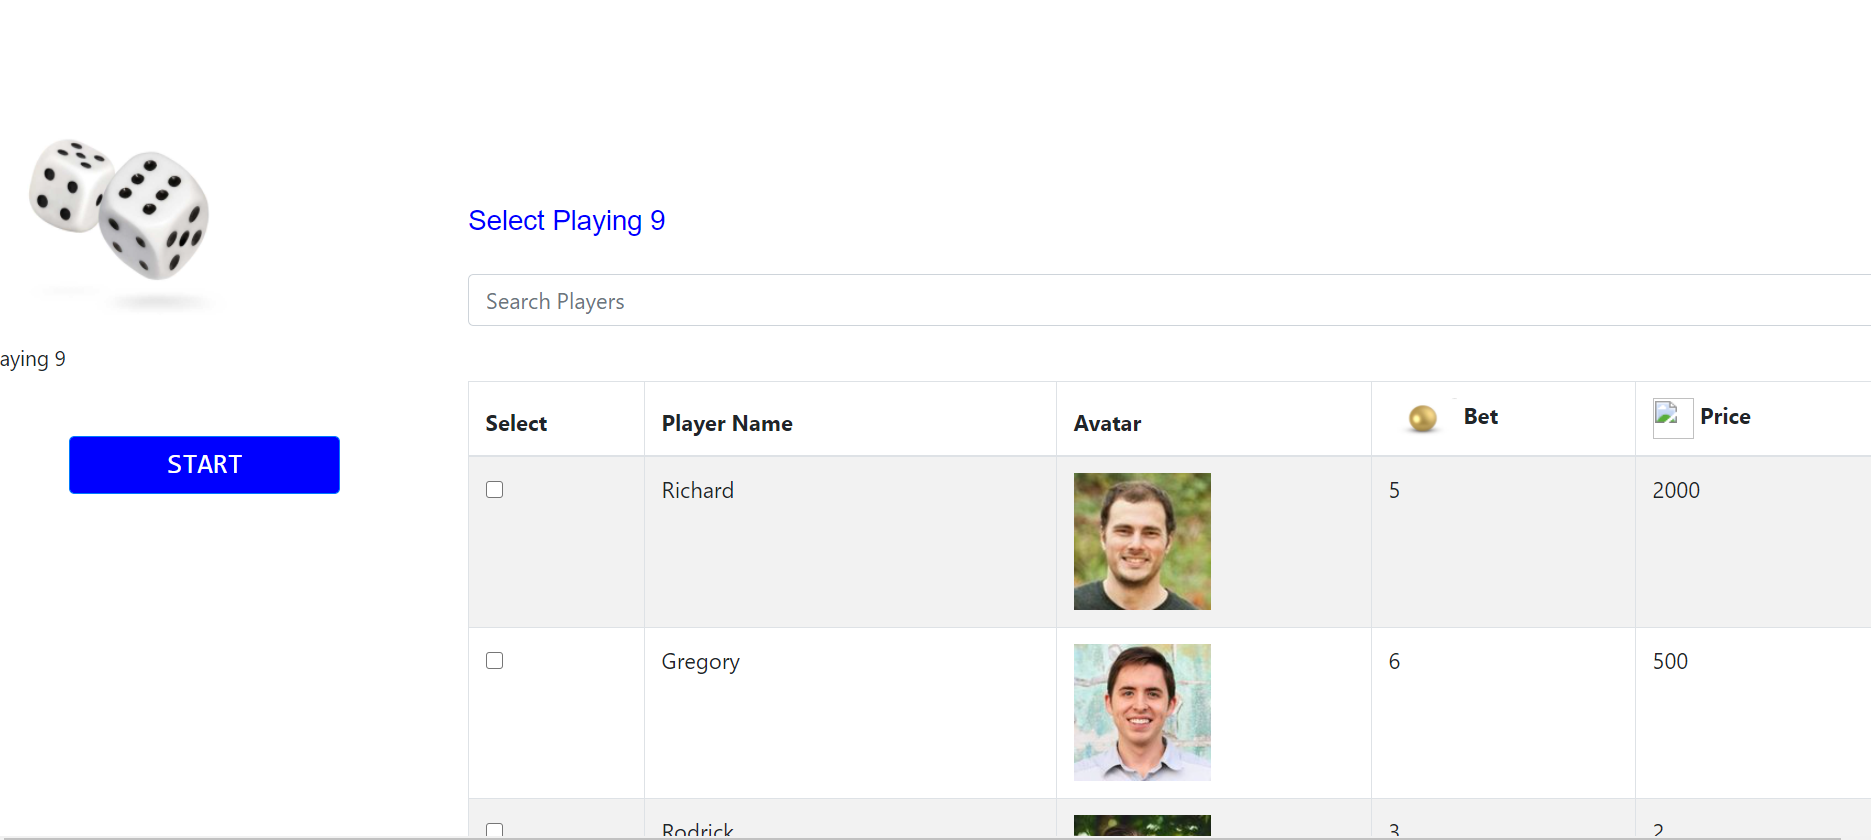 Select Playing 9
Search Players
aying 9
START
Select Player Name Avatar Bet Price
Richard 5 2000
Gregory 6 500
Rodrick 3 2